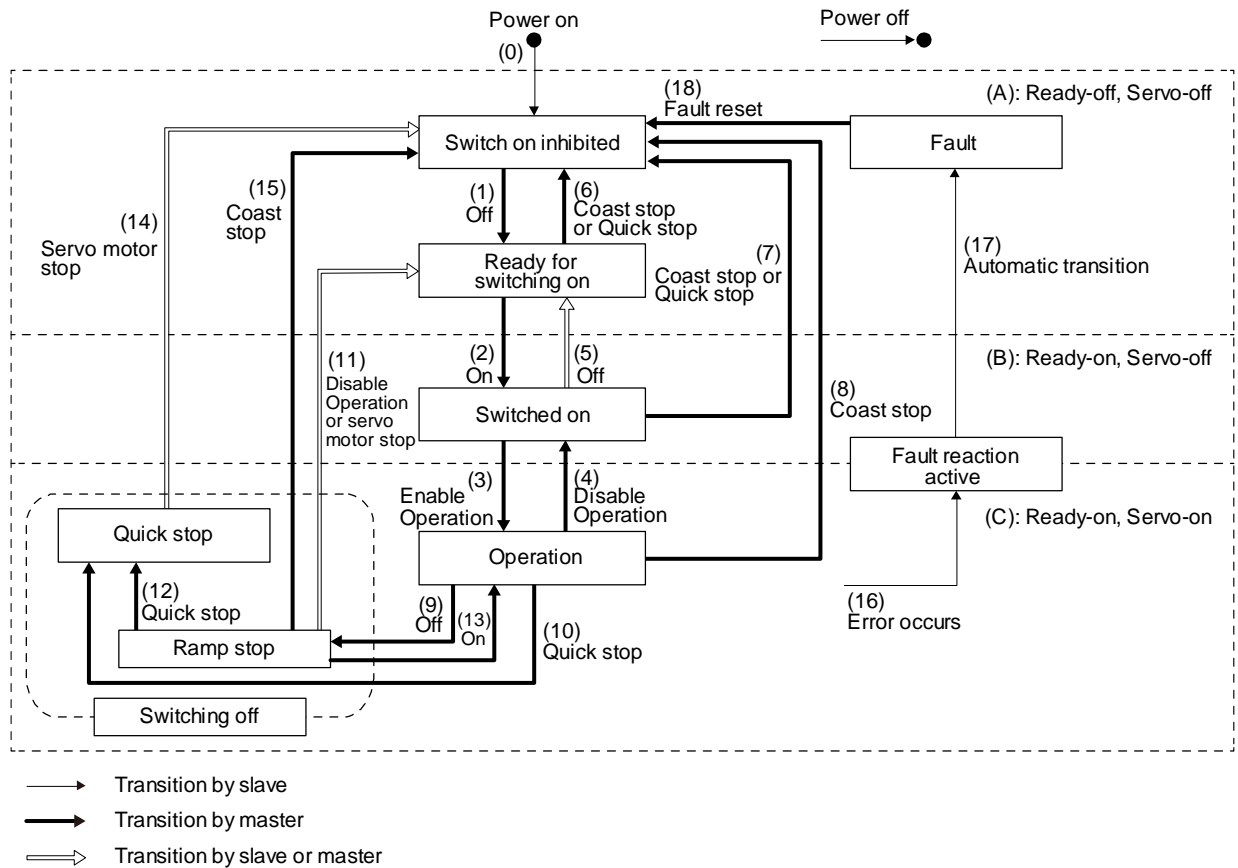 Power on
Power off
(0)
(A): Ready-off, Servo-off
(18)
Fault reset
Switch on inhibited
Fault
(14)
Servo motor
stop
(15)
Coast
stop
(1)
Off
(6)
Coast stop
or Quick stop
(7)
Coast stop or
Quick stop
(17)
Automatic transition
Ready for
switching on
(11)
Disable
Operation
or servo
motor stop
(2)
On
(5)
Off
(B): Ready-on, Servo-off
(8)
Coast stop
Switched on
Fault reaction
active
(3)
Enable
Operation
(4)
Disable
Operation
(C): Ready-on, Servo-on
Quick stop
Operation
(12)
Quick stop
(9)
Off
(13)
On
(10)
Quick stop
(16)
Error occurs
Ramp stop
Switching off
Transition by slave
Transition by master
Transition by slave or master